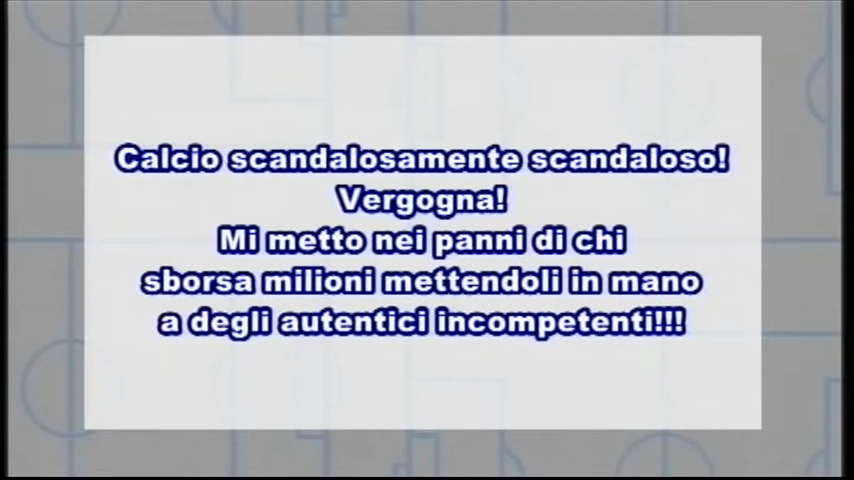 Calcio scandalosamente scandaloso!
Vergogna!
Mi metto nei panni di chi
sborsa milioni mettendoli in mano
a degli autentici incompetenti!!!